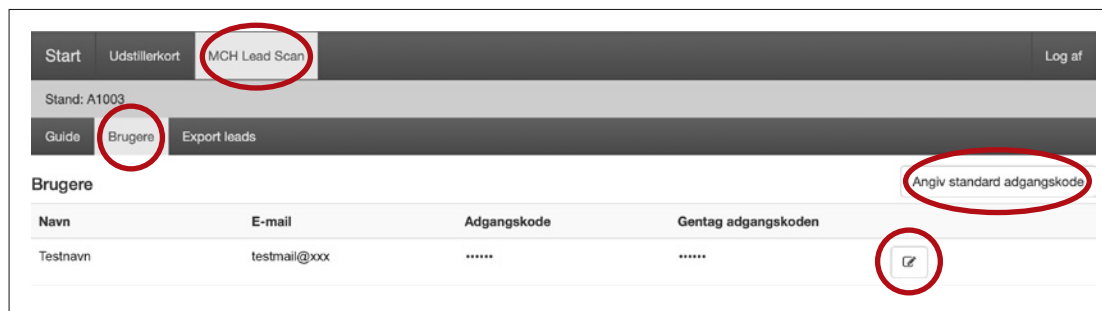 Start Udstillerkort MCH Lead Scan Log af
Stand: A1003
Guide Brugere Export leads
Brugere Angiv standard adgangskode
Navn E-mail Adgangskode Gentag adgangskoden
Testnavn testmail@xxx •••••• ••••••